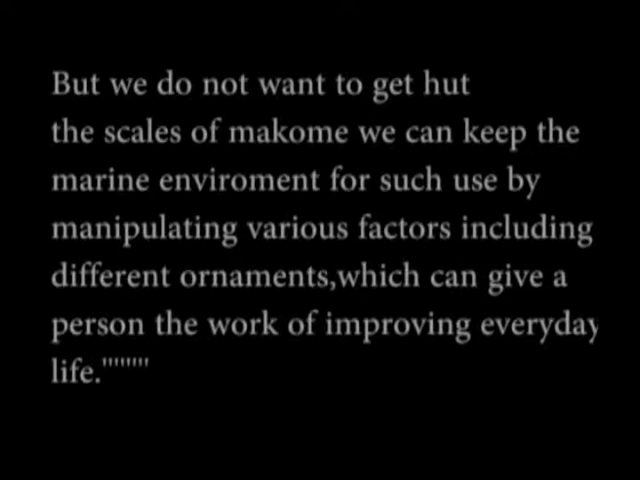 But we do not want to get hut
the scales of makome we can keep the
marine enviroment for such use by
manipulating various factors including
different ornaments,which can give a
person the work of improving everyday
life.""""